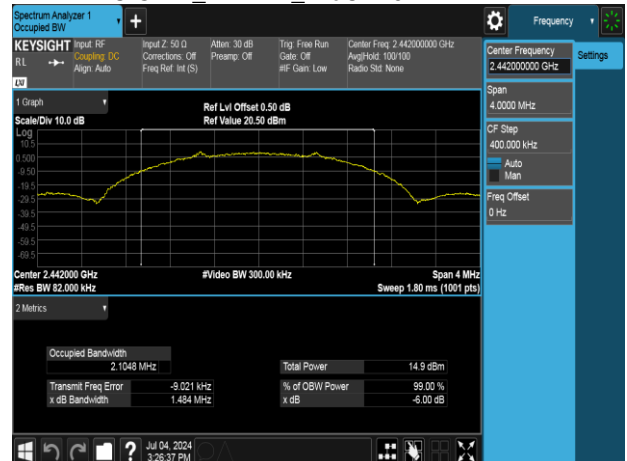 Spectrum Analyzer 1
Occupied BW
+
Frequency
KEYSIGHT
RL
Input: RF
Coupling: DC
Align: Auto
Input Z: 50 Ω
Corrections: Off
Freq Ref: Int (S)
Atten: 30 dB
Preamp: Off
Trig: Free Run
Gate: Off
#IF Gain: Low
Center Freq: 2.442000000 GHz
Avg|Hold: 100/100
Radio Std: None
LXI
Center Frequency
2.442000000 GHz
Settings
Span
4.0000 MHz
CF Step
400.000 kHz
Auto
Man
Freq Offset
0 Hz
1 Graph
Scale/Div 10.0 dB
Ref Lvl Offset 0.50 dB
Ref Value 20.50 dBm
Log
10.5
0.500
-9.50
-19.5
-29.5
-39.5
-49.5
-59.5
-69.5
Center 2.442000 GHz
#Res BW 82.000 kHz
#Video BW 300.00 kHz
Span 4 MHz
Sweep 1.80 ms (1001 pts)
2 Metrics
Occupied Bandwidth
2.1048 MHz
Total Power 14.9 dBm
Transmit Freq Error -9.021 kHz
% of OBW Power 99.00 %
x dB Bandwidth 1.484 MHz
x dB -6.00 dB
?
Jul 04, 2024
3:26:37 PM